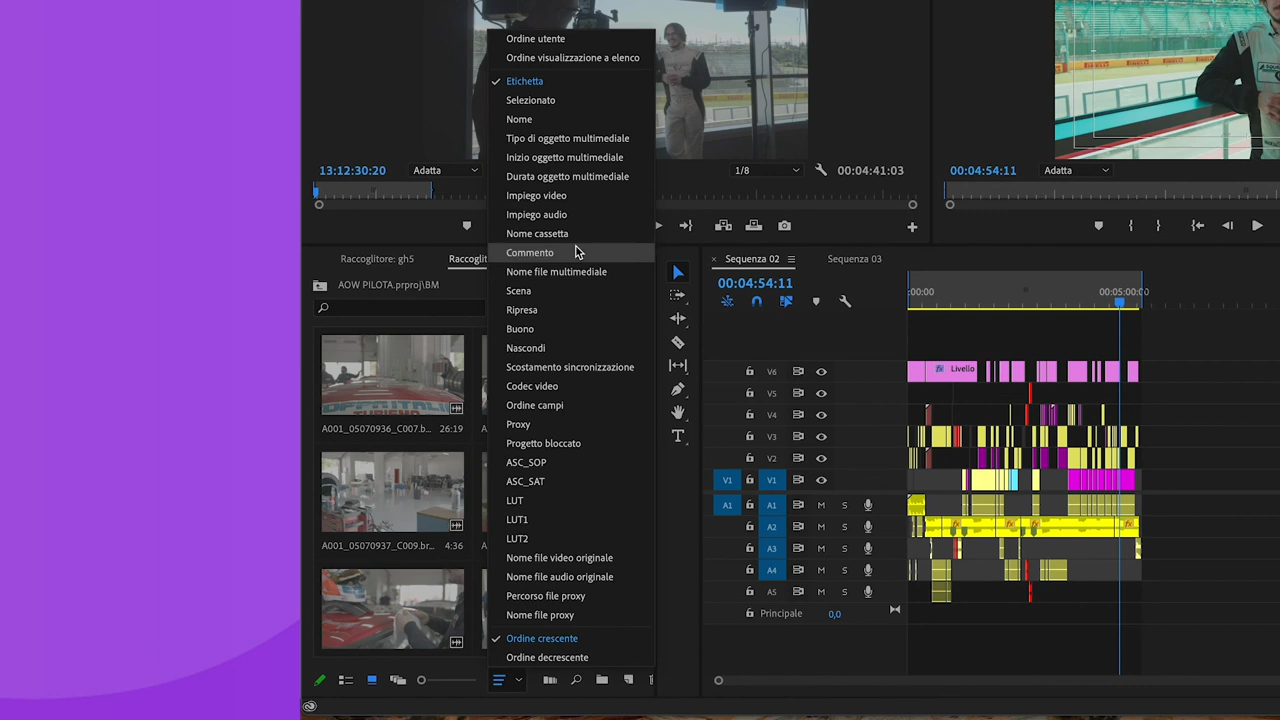 PIRELLI
13:12:30:20
Adatta
1/8
00:04:41:03
00:04:54:11
Adatta
Ordine utente
Ordine visualizzazione a elenco
Etichetta
Selezionato
Nome
Tipo di oggetto multimediale
Inizio oggetto multimediale
Durata oggetto multimediale
Impiego video
Impiego audio
Nome cassetta
Commento
Nome file multimediale
Scena
Ripresa
Buono
Nascondi
Scostamento sincronizzazione
Codec video
Ordine campi
Proxy
Progetto bloccato
ASC_SOP
ASC_SAT
LUT
LUT1
LUT2
Nome file video originale
Nome file audio originale
Percorso file proxy
Nome file proxy
Ordine crescente
Ordine decrescente
Raccoglitore: gh5
Raccoglit
AOW PILOTA.prproj\BM
A001_05070936_C007.b... 26:19
A001_05070937_C009.br... 4:36
Sequenza 02
Sequenza 03
00:04:54:11
:00:00
00:05:00:00
V6
fx Livello
V5
V4
V3
V2
V1 V1
A1 A1 M S
A2 M S
fx fx fx fx
A3 M S
A4 M S
A5 M S
Principale 0,0